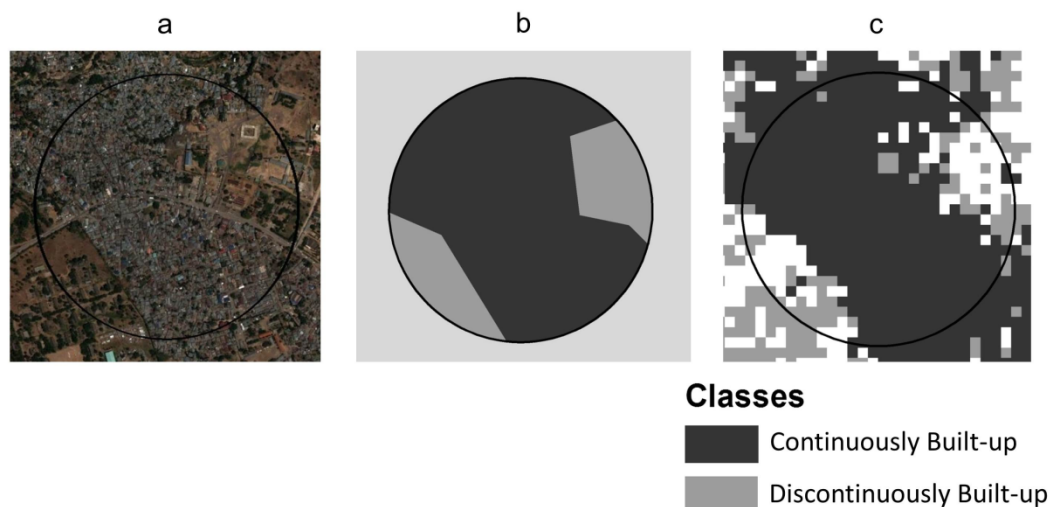 a
b
c
Classes
Continuously Built-up
Discontinuously Built-up